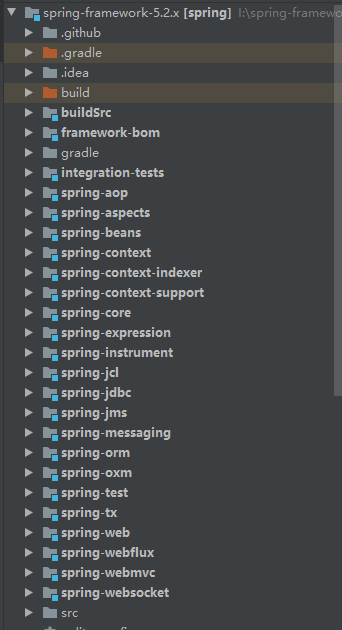 spring-framework-5.2.x [spring] I:\spring-framewo
.github
.gradle
.idea
build
buildSrc
framework-bom
gradle
integration-tests
spring-aop
spring-aspects
spring-beans
spring-context
spring-context-indexer
spring-context-support
spring-core
spring-expression
spring-instrument
spring-jcl
spring-jdbc
spring-jms
spring-messaging
spring-orm
spring-oxm
spring-test
spring-tx
spring-web
spring-webflux
spring-webmvc
spring-websocket
src